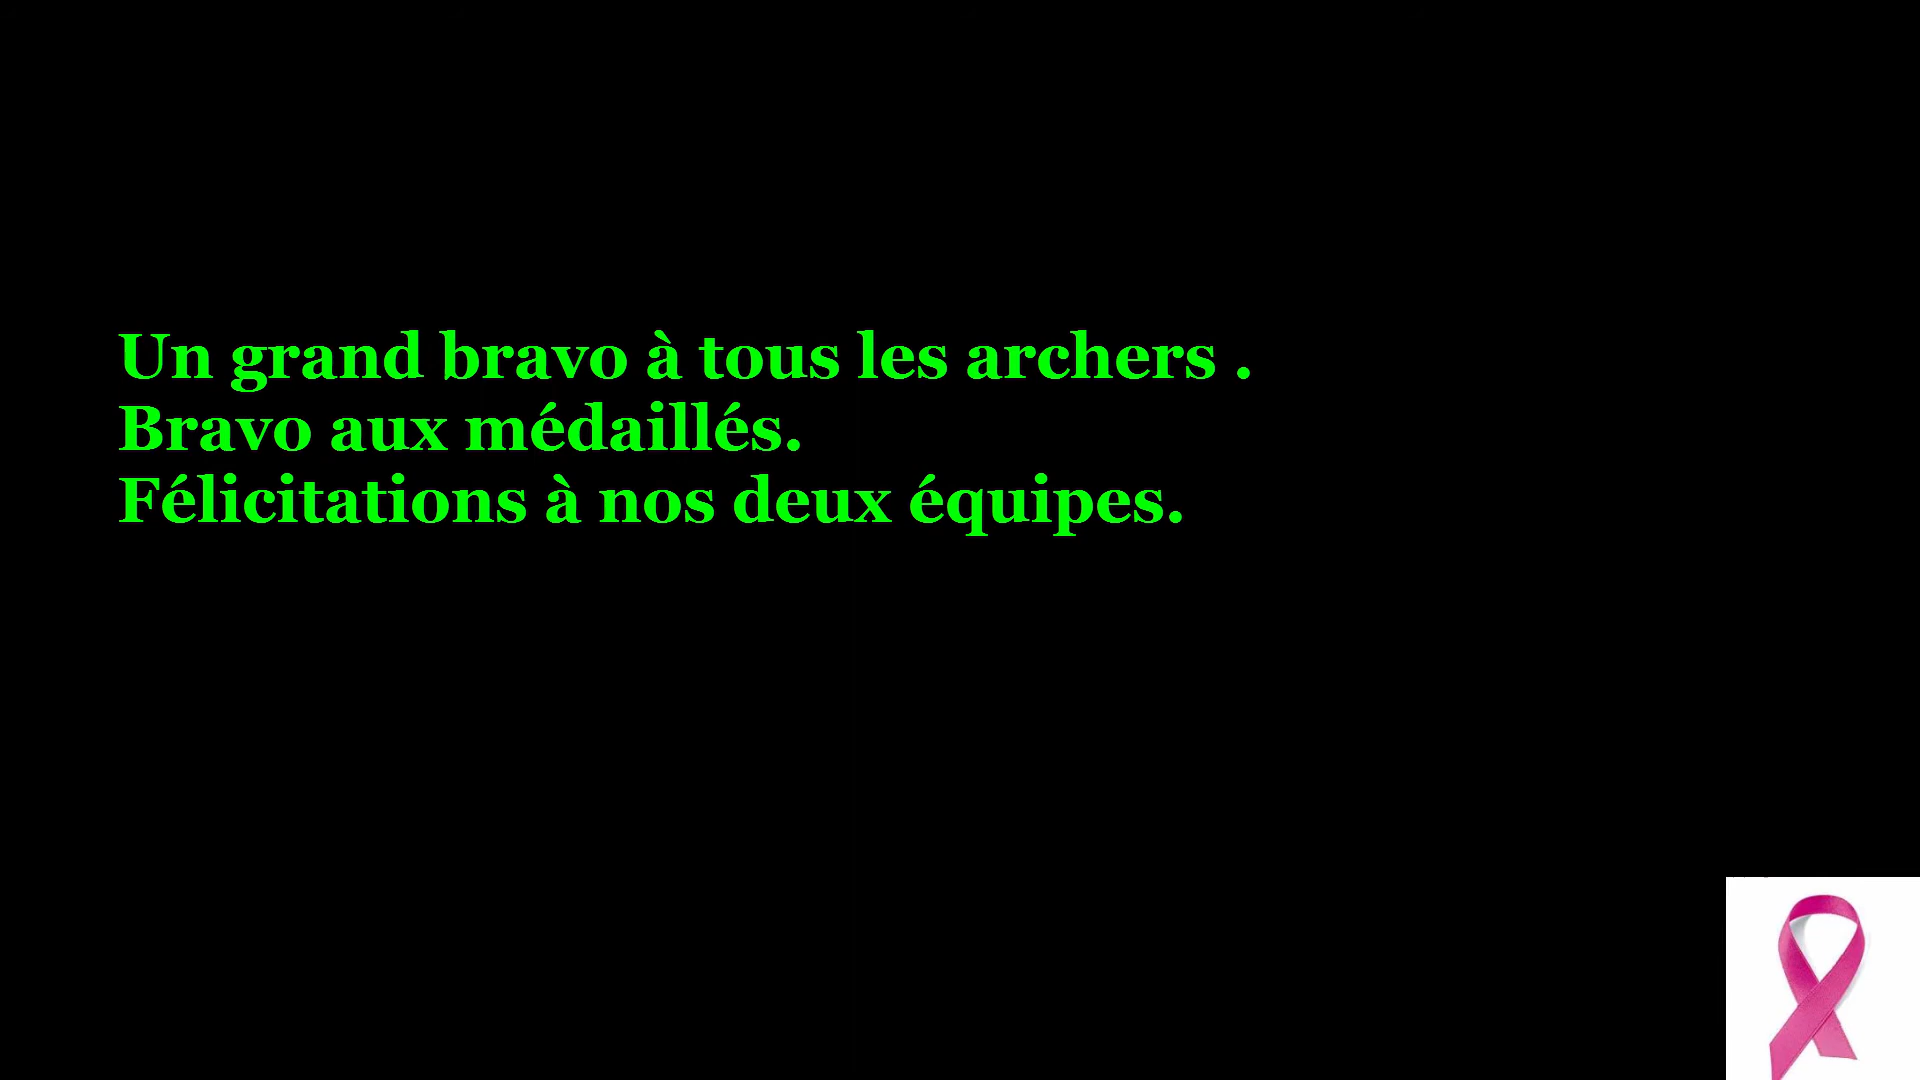 Un grand bravo à tous les archers .
Bravo aux médaillés.
Félicitations à nos deux équipes.